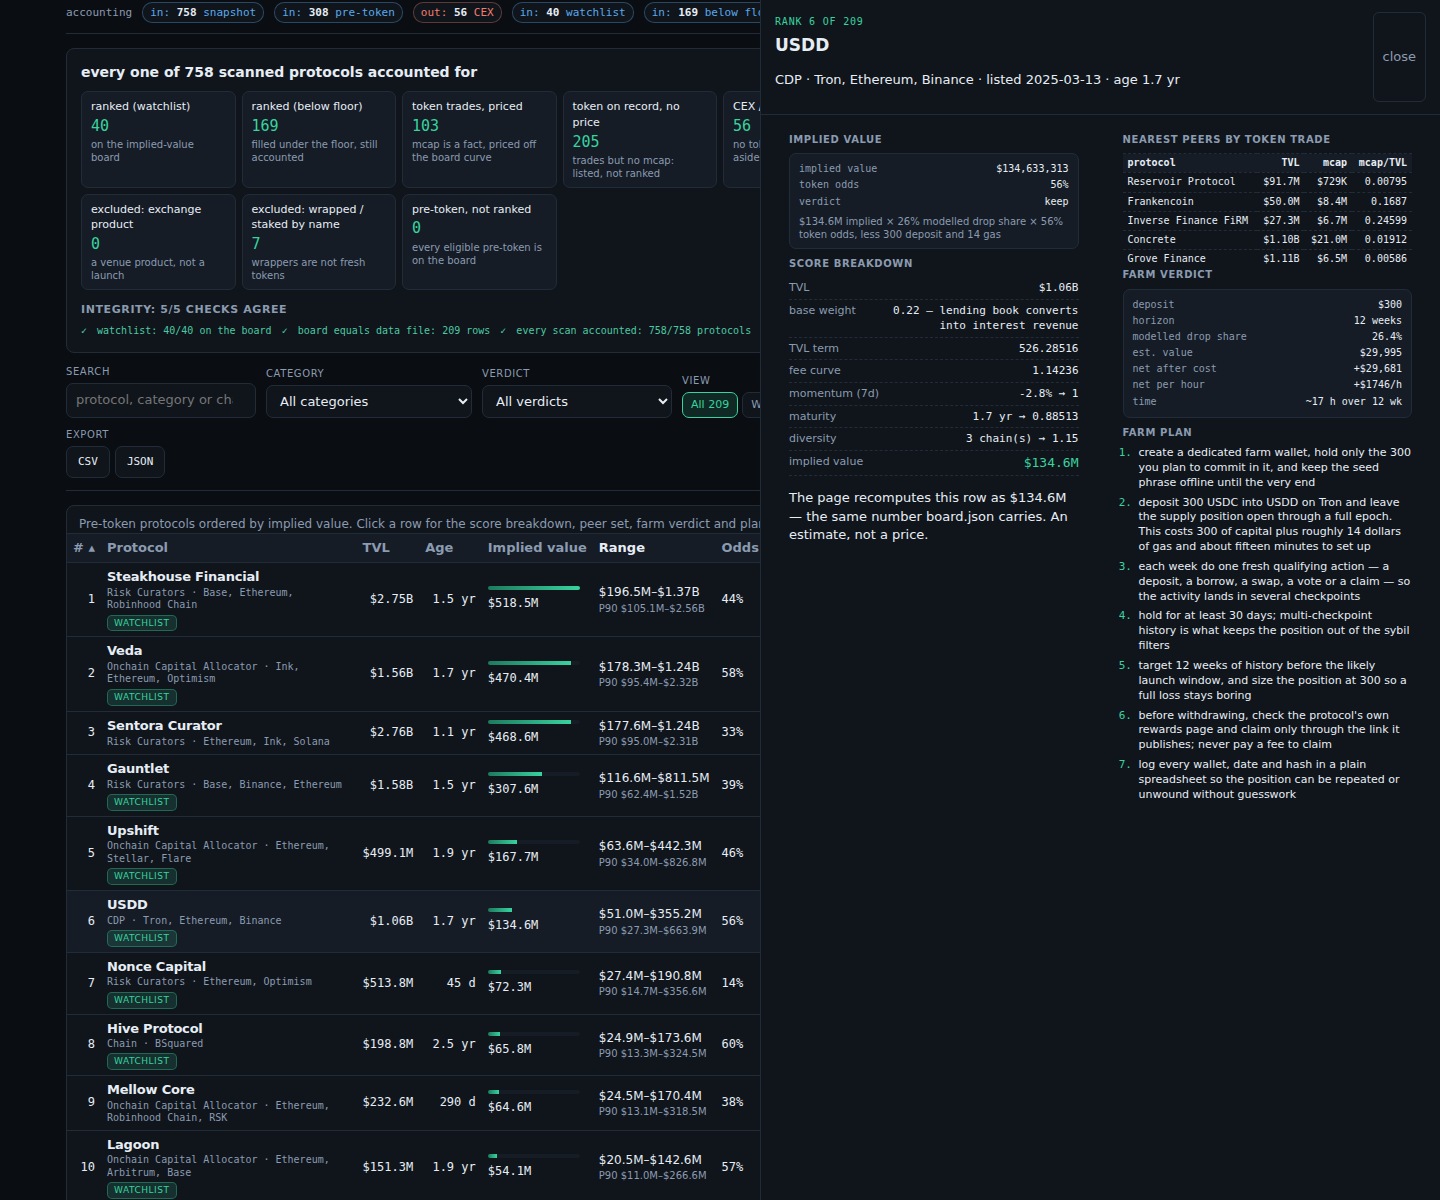 accounting in: 758 snapshot in: 308 pre-token out: 56 CEX in: 40 watchlist in: 169 below
every one of 758 scanned protocols accounted for
ranked (watchlist)
40
on the implied-value
board
ranked (below floor)
169
filled under the floor, still
accounted
token trades, priced
103
mcap is a fact, priced off
the board curve
token on record, no
price
205
trades but no mcap:
listed, not ranked
CEX
56
aside
excluded: exchange
product
0
a venue product, not a
launch
excluded: wrapped /
staked by name
7
wrappers are not fresh
tokens
pre-token, not ranked
0
every eligible pre-token is
on the board
INTEGRITY: 5/5 CHECKS AGREE
✓ watchlist: 40/40 on the board ✓ board equals data file: 209 rows ✓ every scan accounted: 758/758 protocols
SEARCH
protocol, category or ch
CATEGORY
All categories
VERDICT
All verdicts
VIEW
All 209
EXPORT
CSV JSON
Pre-token protocols ordered by implied value. Click a row for the score breakdown, peer set, farm verdict and
# ▴ Protocol TVL Age Implied value Range Odds
1 Steakhouse Financial
Risk Curators · Base, Ethereum,
Robinhood Chain
WATCHLIST
$2.75B 1.5 yr $518.5M $196.5M–$1.37B
P90 $105.1M–$2.56B
44%
2 Veda
Onchain Capital Allocator · Ink,
Ethereum, Optimism
WATCHLIST
$1.56B 1.7 yr $470.4M $178.3M–$1.24B
P90 $95.4M–$2.32B
58%
3 Sentora Curator
Risk Curators · Ethereum, Ink, Solana
$2.76B 1.1 yr $468.6M $177.6M–$1.24B
P90 $95.0M–$2.31B
33%
4 Gauntlet
Risk Curators · Base, Binance, Ethereum
WATCHLIST
$1.58B 1.5 yr $307.6M $116.6M–$811.5M
P90 $62.4M–$1.52B
39%
5 Upshift
Onchain Capital Allocator · Ethereum,
Stellar, Flare
WATCHLIST
$499.1M 1.9 yr $167.7M $63.6M–$442.3M
P90 $34.0M–$826.8M
46%
6 USDD
CDP · Tron, Ethereum, Binance
WATCHLIST
$1.06B 1.7 yr $134.6M $51.0M–$355.2M
P90 $27.3M–$663.9M
56%
7 Nonce Capital
Risk Curators · Ethereum, Optimism
WATCHLIST
$513.8M 45 d $72.3M $27.4M–$190.8M
P90 $14.7M–$356.6M
14%
8 Hive Protocol
Chain · BSquared
WATCHLIST
$198.8M 2.5 yr $65.8M $24.9M–$173.6M
P90 $13.3M–$324.5M
60%
9 Mellow Core
Onchain Capital Allocator · Ethereum,
Robinhood Chain, RSK
$232.6M 290 d $64.6M $24.5M–$170.4M
P90 $13.1M–$318.5M
38%
10 Lagoon
Onchain Capital Allocator · Ethereum,
Arbitrum, Base
WATCHLIST
$151.3M 1.9 yr $54.1M $20.5M–$142.6M
P90 $11.0M–$266.6M
57%
RANK 6 OF 209
USDD
CDP · Tron, Ethereum, Binance · listed 2025-03-13 · age 1.7 yr
close
IMPLIED VALUE
implied value $134,633,313
token odds 56%
verdict keep
$134.6M implied × 26% modelled drop share × 56%
token odds, less 300 deposit and 14 gas
SCORE BREAKDOWN
TVL $1.06B
base weight 0.22 — lending book converts
into interest revenue
TVL term 526.28516
fee curve 1.14236
momentum (7d) -2.8% → 1
maturity 1.7 yr → 0.88513
diversity 3 chain(s) → 1.15
implied value $134.6M
The page recomputes this row as $134.6M
— the same number board.json carries. An
estimate, not a price.
NEAREST PEERS BY TOKEN TRADE
protocol TVL mcap mcap/TVL
Reservoir Protocol $91.7M $729K 0.00795
Frankencoin $50.0M $8.4M 0.1687
Inverse Finance FiRM $27.3M $6.7M 0.24599
Concrete $1.10B $21.0M 0.01912
Grove Finance $1.11B $6.5M 0.00586
FARM VERDICT
deposit $300
horizon 12 weeks
modelled drop share 26.4%
est. value $29,995
net after cost +$29,681
net per hour +$1746/h
time ~17 h over 12 wk
FARM PLAN
1. create a dedicated farm wallet, hold only the 300
you plan to commit in it, and keep the seed
phrase offline until the very end
2. deposit 300 USDC into USDD on Tron and leave
the supply position open through a full epoch.
This costs 300 of capital plus roughly 14 dollars
of gas and about fifteen minutes to set up
3. each week do one fresh qualifying action — a
deposit, a borrow, a swap, a vote or a claim — so
the activity lands in several checkpoints
4. hold for at least 30 days; multi-checkpoint
history is what keeps the position out of the sybil
filters
5. target 12 weeks of history before the likely
launch window, and size the position at 300 so a
full loss stays boring
6. before withdrawing, check the protocol's own
rewards page and claim only through the link it
publishes; never pay a fee to claim
7. log every wallet, date and hash in a plain
spreadsheet so the position can be repeated or
unwound without guesswork